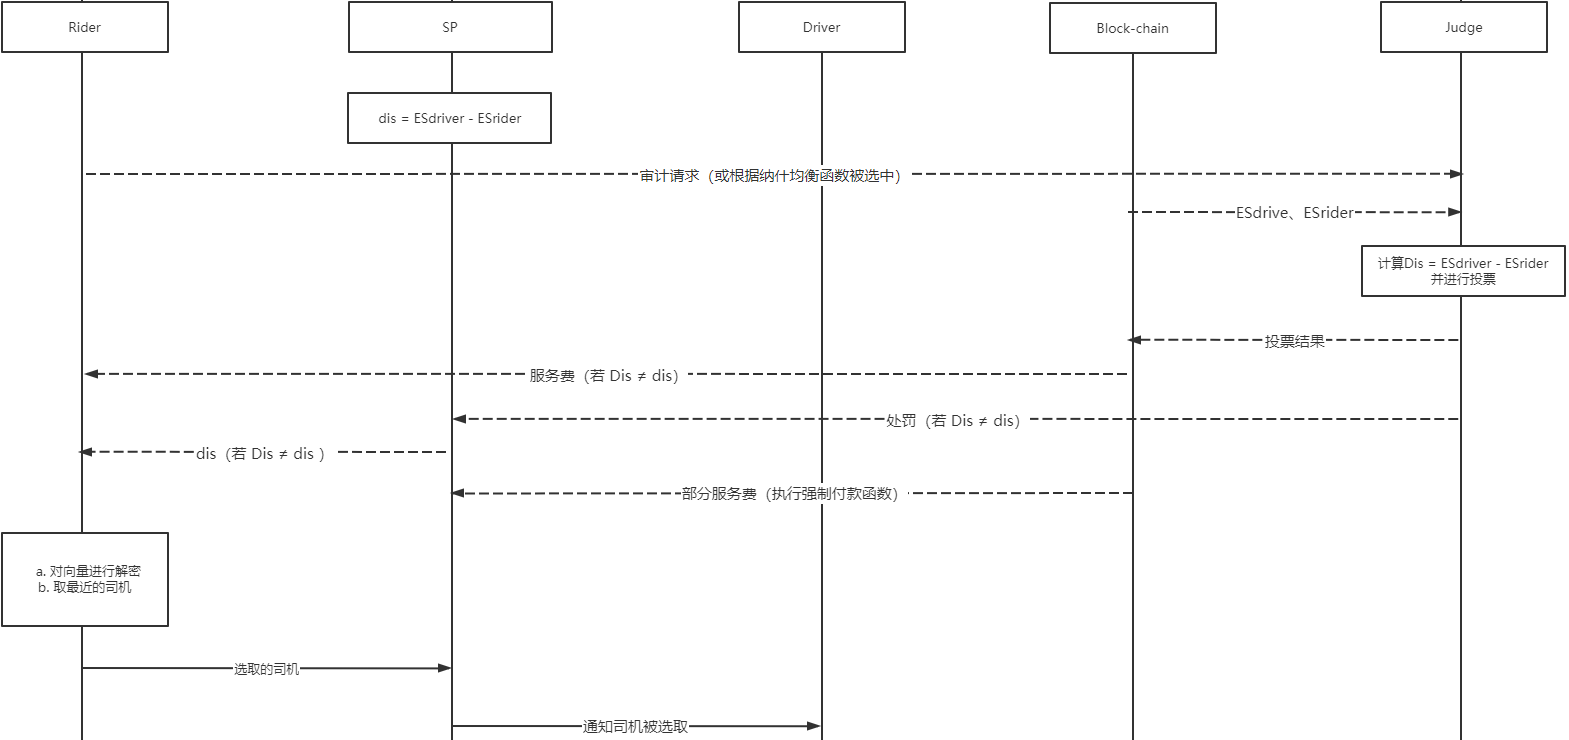 Rider
SP
Driver
Block-chain
Judge
dis = ESdriver - ESrider
审计请求（或根据纳什均衡函数被选中）
ESdrive、ESrider
计算Dis = ESdriver - ESrider
并进行投票
投票结果
服务费（若 Dis ≠ dis）
处罚（若 Dis ≠ dis）
dis（若 Dis ≠ dis ）
部分服务费（执行强制付款函数）
a. 对向量进行解密
b. 取最近的司机
选取的司机
通知司机被选取